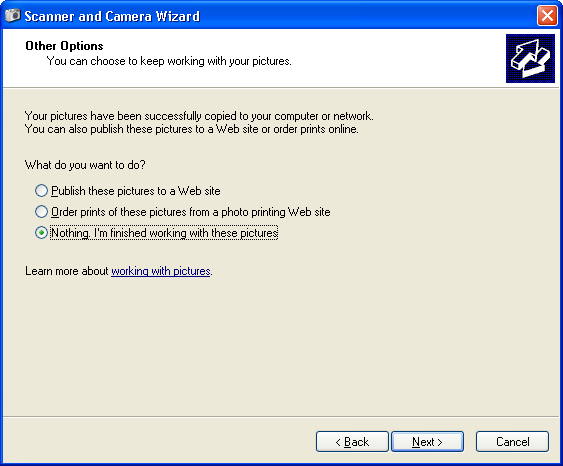 Scanner and Camera Wizard
Other Options
You can choose to keep working with your pictures.
Your pictures have been successfully copied to your computer or network.
You can also publish these pictures to a Web site or order prints online.
What do you want to do?
Publish these pictures to a Web site
Order prints of these pictures from a photo printing Web site
Nothing. I'm finished working with these pictures
Learn more about working with pictures.
< Back Next > Cancel